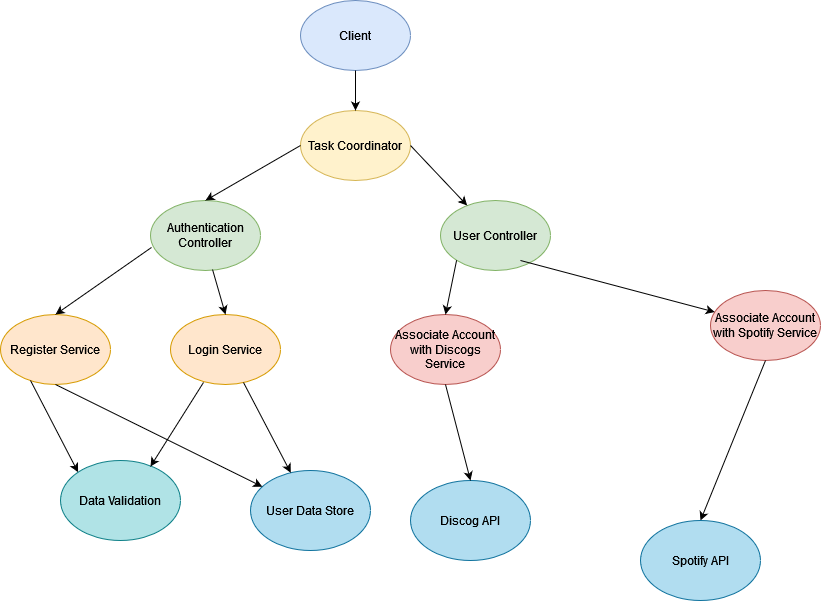 Client
Task Coordinator
Authentication
Controller
User Controller
Associate Account
with Spotify Service
Register Service
Login Service
Associate Account
with Discogs
Service
Data Validation
User Data Store
Discog API
Spotify API